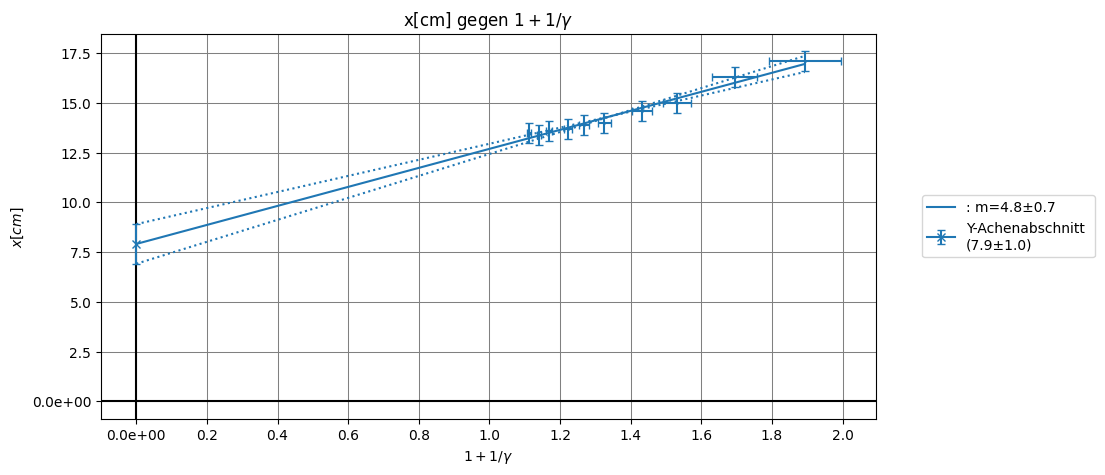 x[cm] gegen 1 + 1/γ
17.5
15.0
12.5
10.0
7.5
5.0
2.5
0.0e+00
x[cm]
0.0e+00 0.2 0.4 0.6 0.8 1.0 1.2 1.4 1.6 1.8 2.0
1 + 1/γ
: m=4.8±0.7
Y-Achenabschnitt
(7.9±1.0)